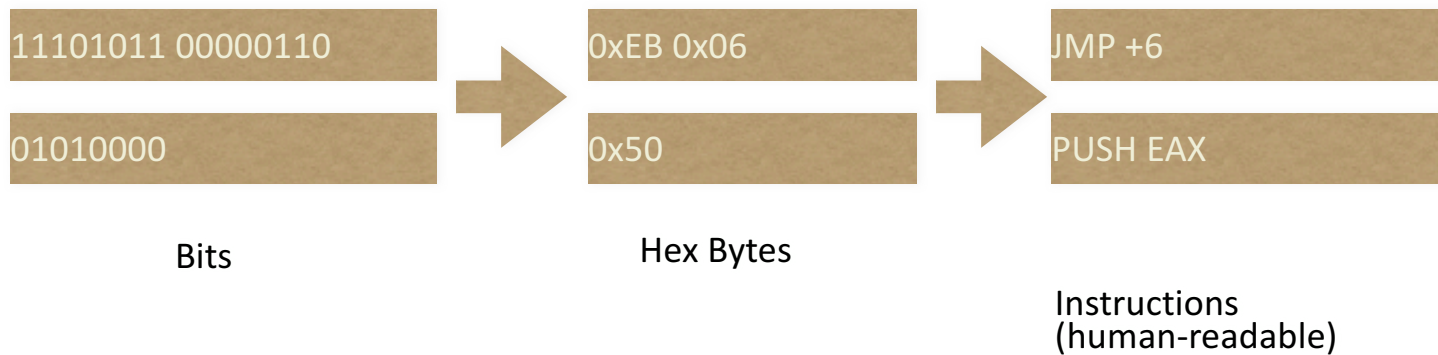 11101011 00000110
0xEB 0x06
JMP +6
01010000
0x50
PUSH EAX
Bits
Hex Bytes
Instructions
(human-readable)